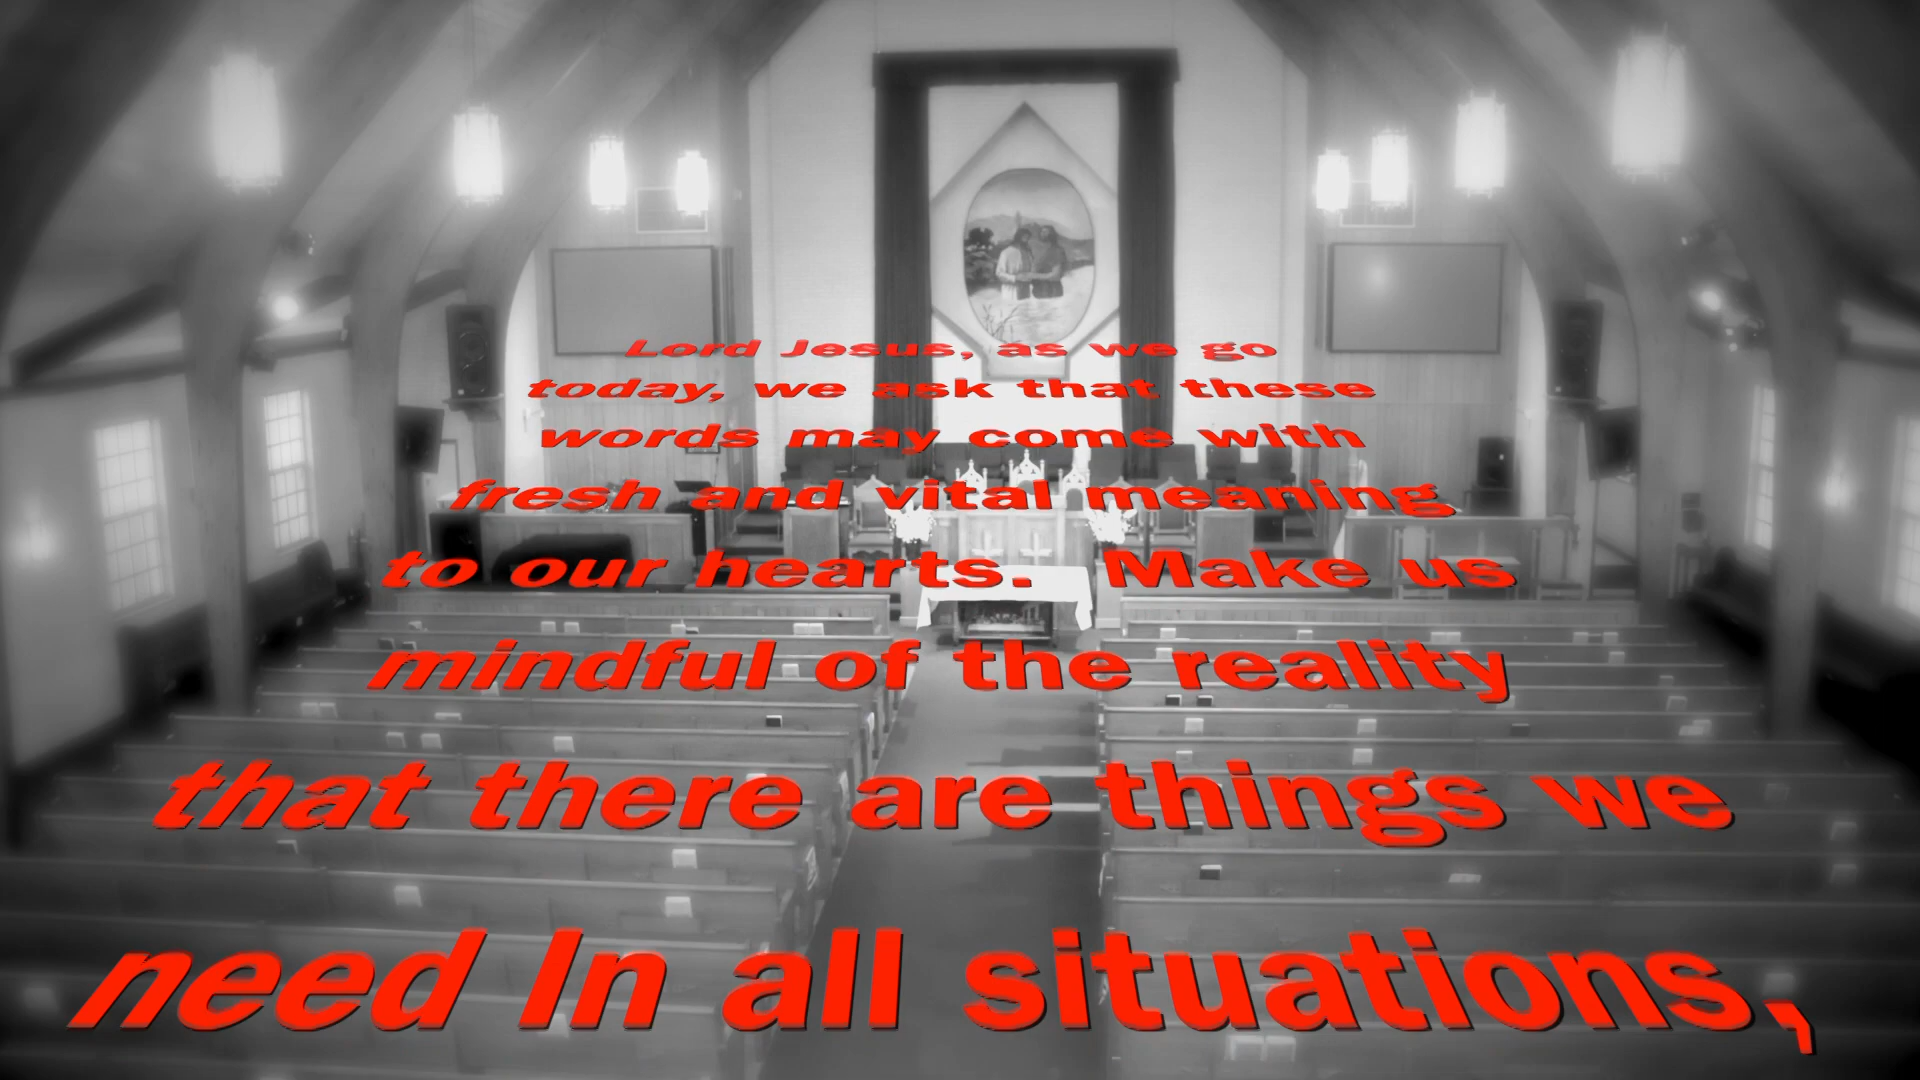 Lord Jesus, as we go
today, we ask that these
words may come with
fresh and vital meaning
to our hearts.  Make us
mindful of the reality
that there are things we
need In all situations,